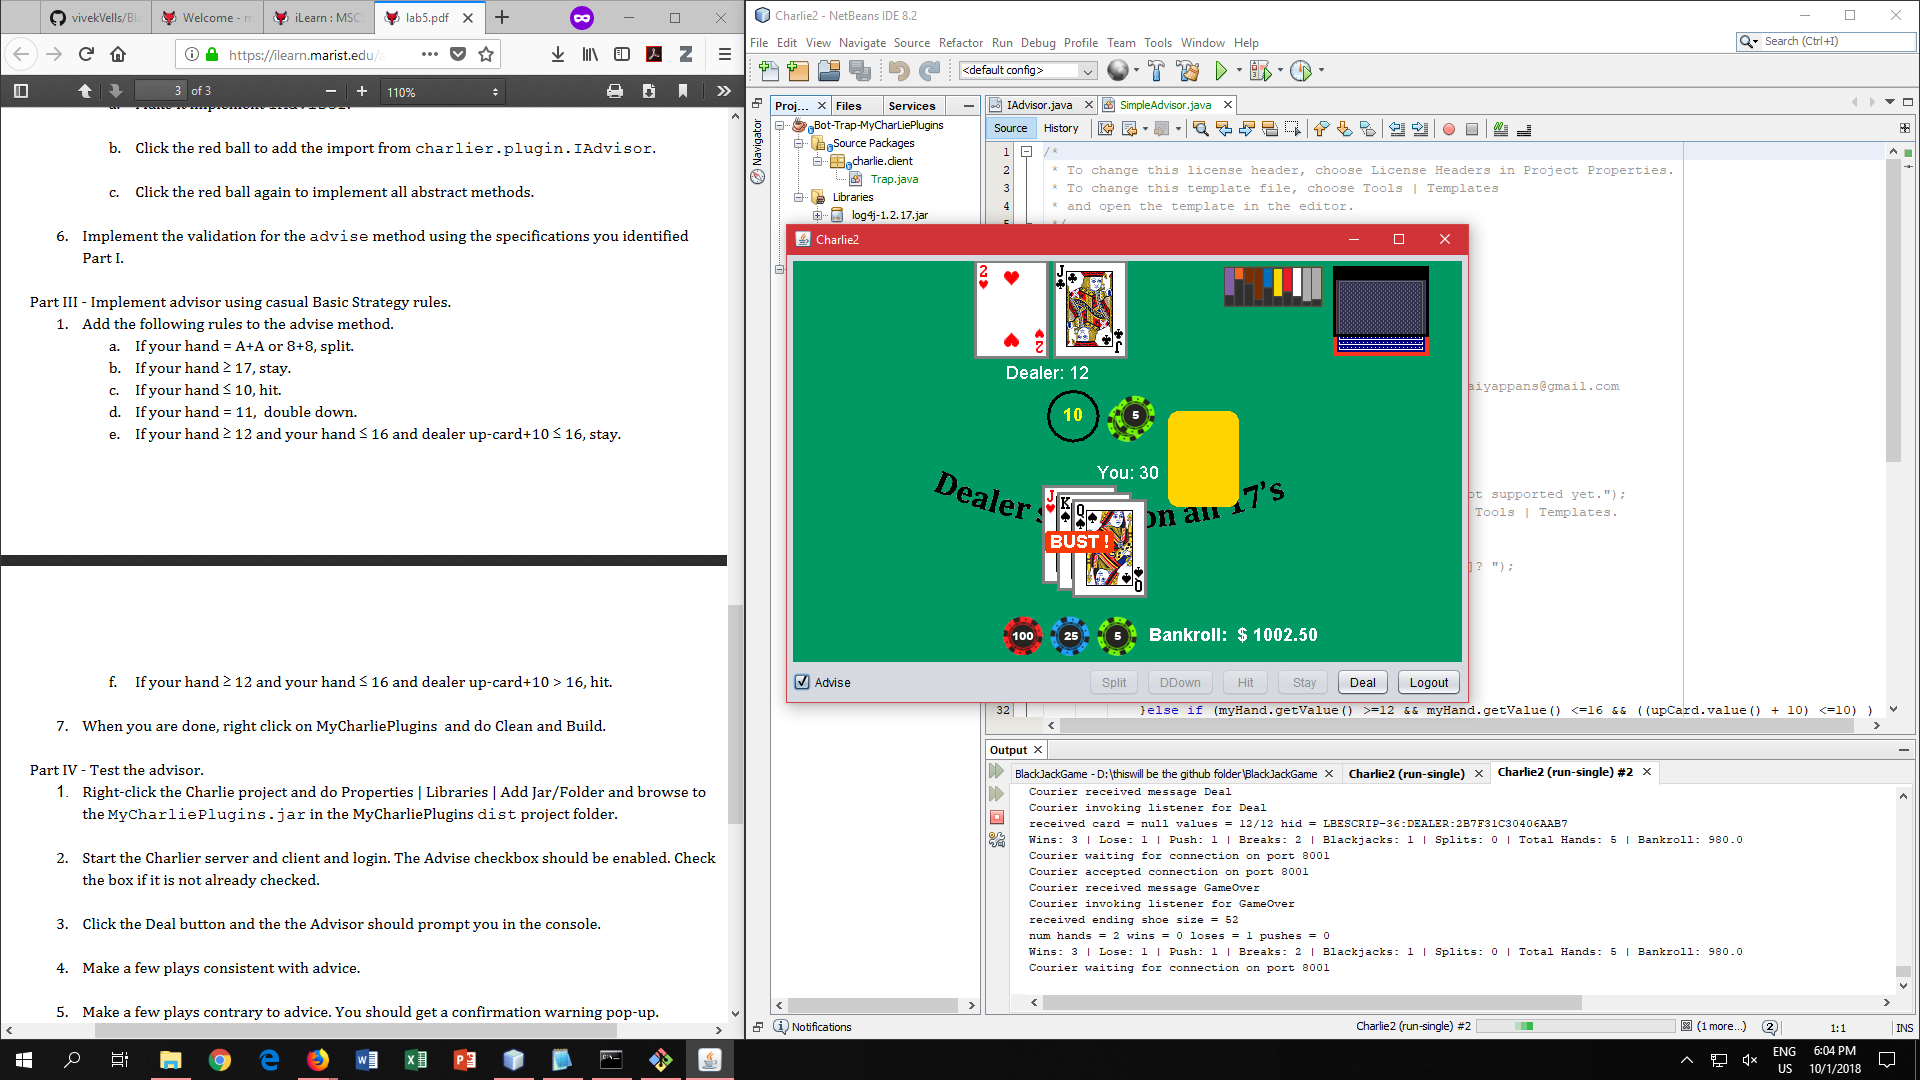 vivekVells/Bla
Welcome - m
iLearn : MSC
lab5.pdf
https://ilearn.marist.edu/a
3 of 3
110%
b. Click the red ball to add the import from charlier.plugin.IAdvisor.
c. Click the red ball again to implement all abstract methods.
6. Implement the validation for the advise method using the specifications you identified
Part I.
Part III - Implement advisor using casual Basic Strategy rules.
1. Add the following rules to the advise method.
a. If your hand = A+A or 8+8, split.
b. If your hand ≥ 17, stay.
c. If your hand ≤ 10, hit.
d. If your hand = 11, double down.
e. If your hand ≥ 12 and your hand ≤ 16 and dealer up-card+10 ≤ 16, stay.
f. If your hand ≥ 12 and your hand ≤ 16 and dealer up-card+10 > 16, hit.
7. When you are done, right click on MyCharliePlugins and do Clean and Build.
Part IV - Test the advisor.
1. Right-click the Charlie project and do Properties | Libraries | Add Jar/Folder and browse to
the MyCharliePlugins.jar in the MyCharliePlugins dist project folder.
2. Start the Charlier server and client and login. The Advise checkbox should be enabled. Check
the box if it is not already checked.
3. Click the Deal button and the the Advisor should prompt you in the console.
4. Make a few plays consistent with advice.
5. Make a few plays contrary to advice. You should get a confirmation warning pop-up.
Charlie2 - NetBeans IDE 8.2
File Edit View Navigate Source Refactor Run Debug Profile Team Tools Window Help
Search (Ctrl+I)
<default config>
Proj... Files Services
Navigator
Bot-Trap-MyCharLiePlugins
Source Packages
charlie.client
Trap.java
Libraries
log4j-1.2.17.jar
IAdvisor.java SimpleAdvisor.java
Source History
1 /*
2 * To change this license header, choose License Headers in Project Properties.
3 * To change this template file, choose Tools | Templates
4 * and open the template in the editor.
aiyappans@gmail.com
ot supported yet.");
Tools | Templates.
]? ");
32 }else if (myHand.getValue() >=12 && myHand.getValue() <=16 && ((upCard.value() + 10) <=10) )
Charlie2
2
2
J
J
Dealer: 12
10
5
You: 30
Dealer s on all 17's
J
K
Q
Q
BUST !
100
25
5
Bankroll: $ 1002.50
Advise
Split DDown Hit Stay Deal Logout
Output
BlackJackGame - D:\thiswill be the github folder\BlackJackGame
Charlie2 (run-single)
Charlie2 (run-single) #2
Courier received message Deal
Courier invoking listener for Deal
received card = null values = 12/12 hid = LBESCRIP-36:DEALER:2B7F31C30406AAB7
Wins: 3 | Lose: 1 | Push: 1 | Breaks: 2 | Blackjacks: 1 | Splits: 0 | Total Hands: 5 | Bankroll: 980.0
Courier waiting for connection on port 8001
Courier accepted connection on port 8001
Courier received message GameOver
Courier invoking listener for GameOver
received ending shoe size = 52
num hands = 2 wins = 0 loses = 1 pushes = 0
Wins: 3 | Lose: 1 | Push: 1 | Breaks: 2 | Blackjacks: 1 | Splits: 0 | Total Hands: 5 | Bankroll: 980.0
Courier waiting for connection on port 8001
Notifications
Charlie2 (run-single) #2
(1 more...)
2
1:1
INS
ENG
US
6:04 PM
10/1/2018